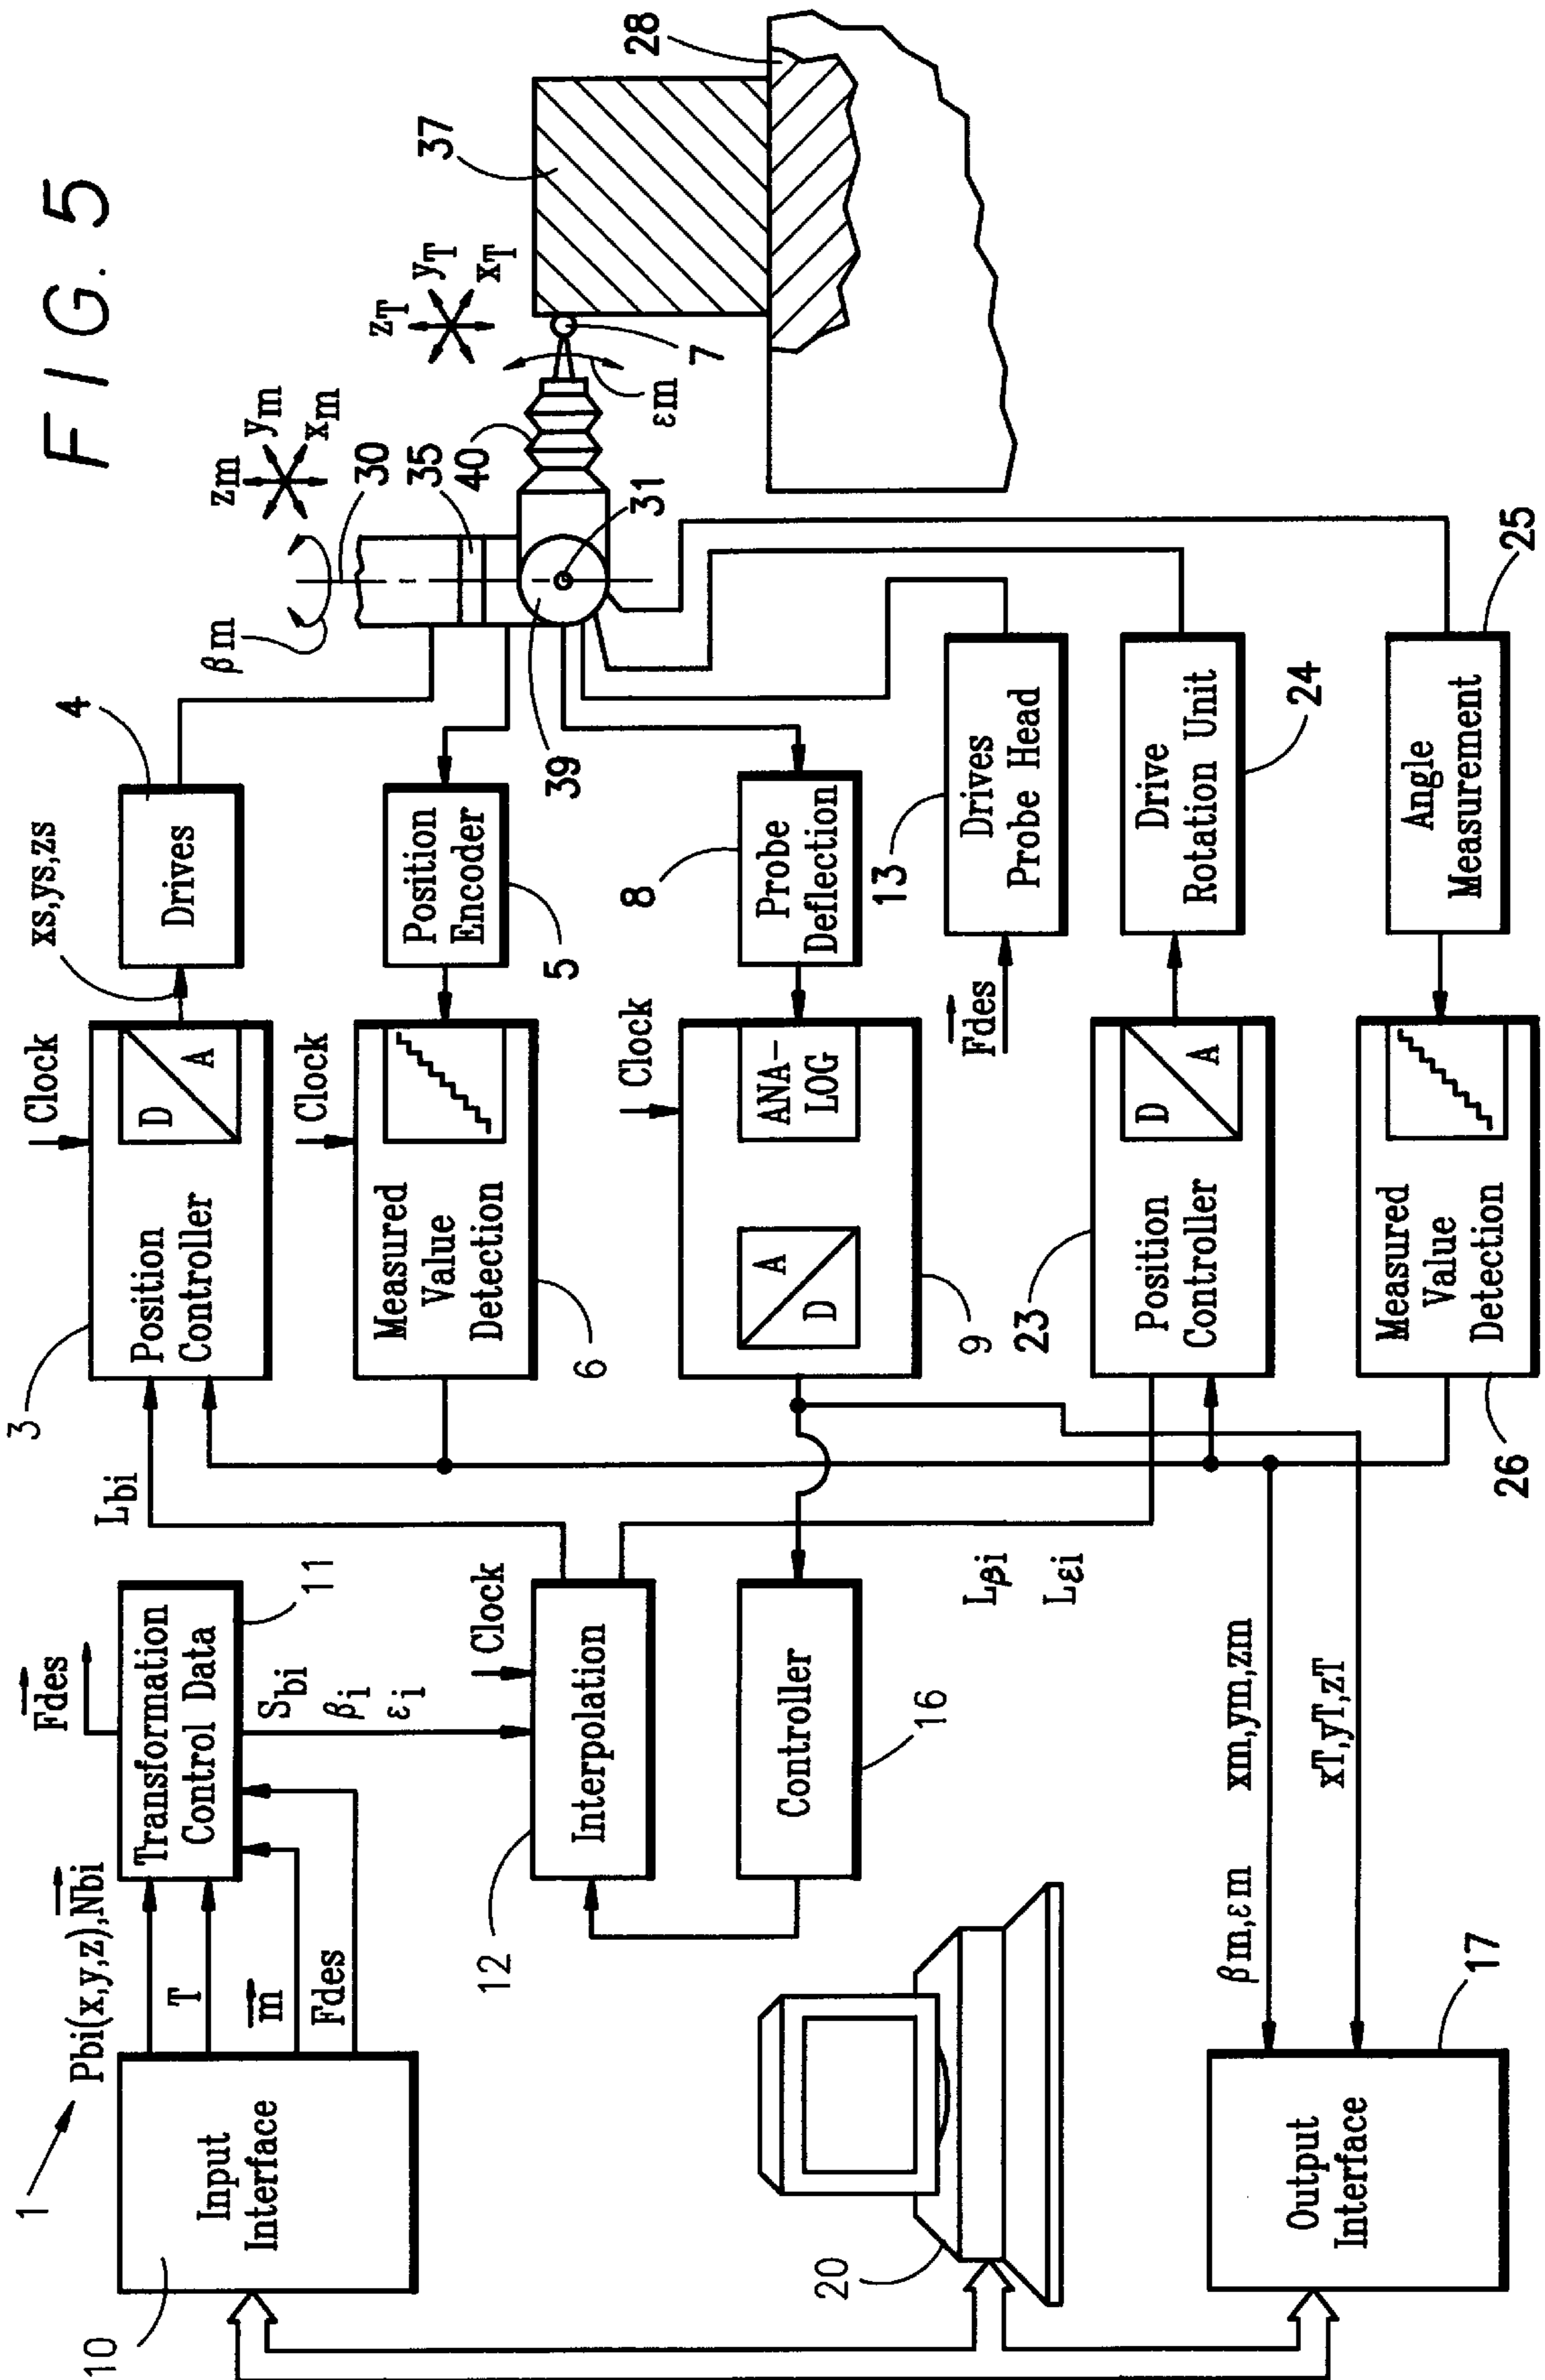 FIG. 5
1
10
Input
Interface
Pbi(x,y,z),Nbi
T
m
Fdes
Fdes
Transformation
Control Data
11
Sbi
βi
εi
Clock
12
Interpolation
Controller
16
20
Output
Interface
17
βm,εm
xm,ym,zm
xT,yT,zT
Lbi
Lβi
Lεi
3
Position
Controller
D
A
Clock
xs,ys,zs
Drives
4
Clock
Measured
Value
Detection
6
Position
Encoder
5
Clock
A
D
ANA-
LOG
9
Probe
Deflection
8
Fdes
Drives
Probe Head
13
23
Position
Controller
D
A
Drive
Rotation Unit
24
Measured
Value
Detection
26
Angle
Measurement
25
βm
zm
ym
xm
30
35
40
39
31
zT
yT
xT
εm
7
37
28